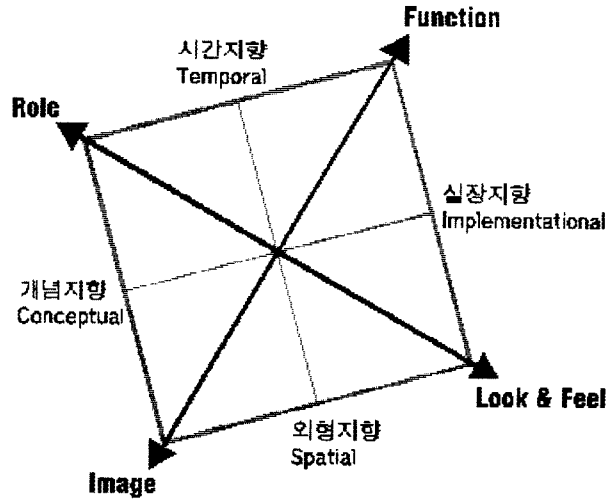 Function
시간지향
Temporal
Role
실장지향
Implementational
개념지향
Conceptual
Look & Feel
외형지향
Spatial
Image